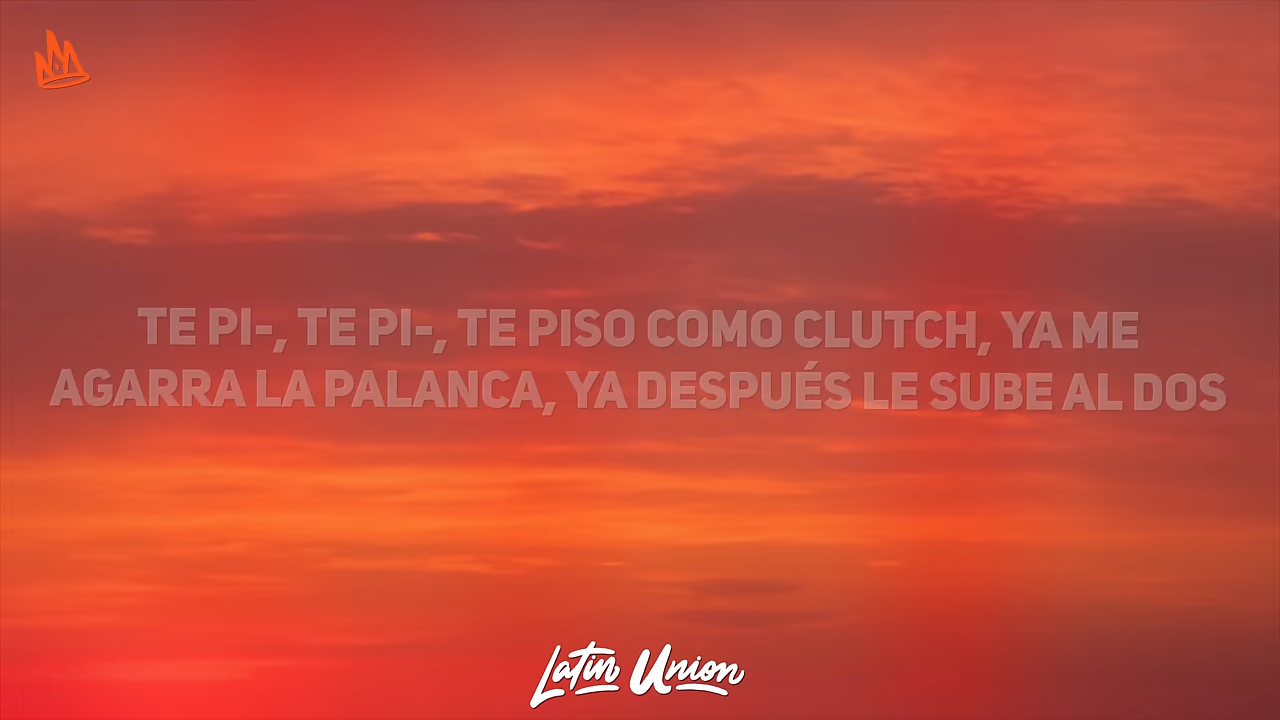 TE PI-, TE PI-, TE PISO COMO CLUTCH, YA ME
AGARRA LA PALANCA, YA DESPUÉS LE SUBE AL DOS
Latin Union